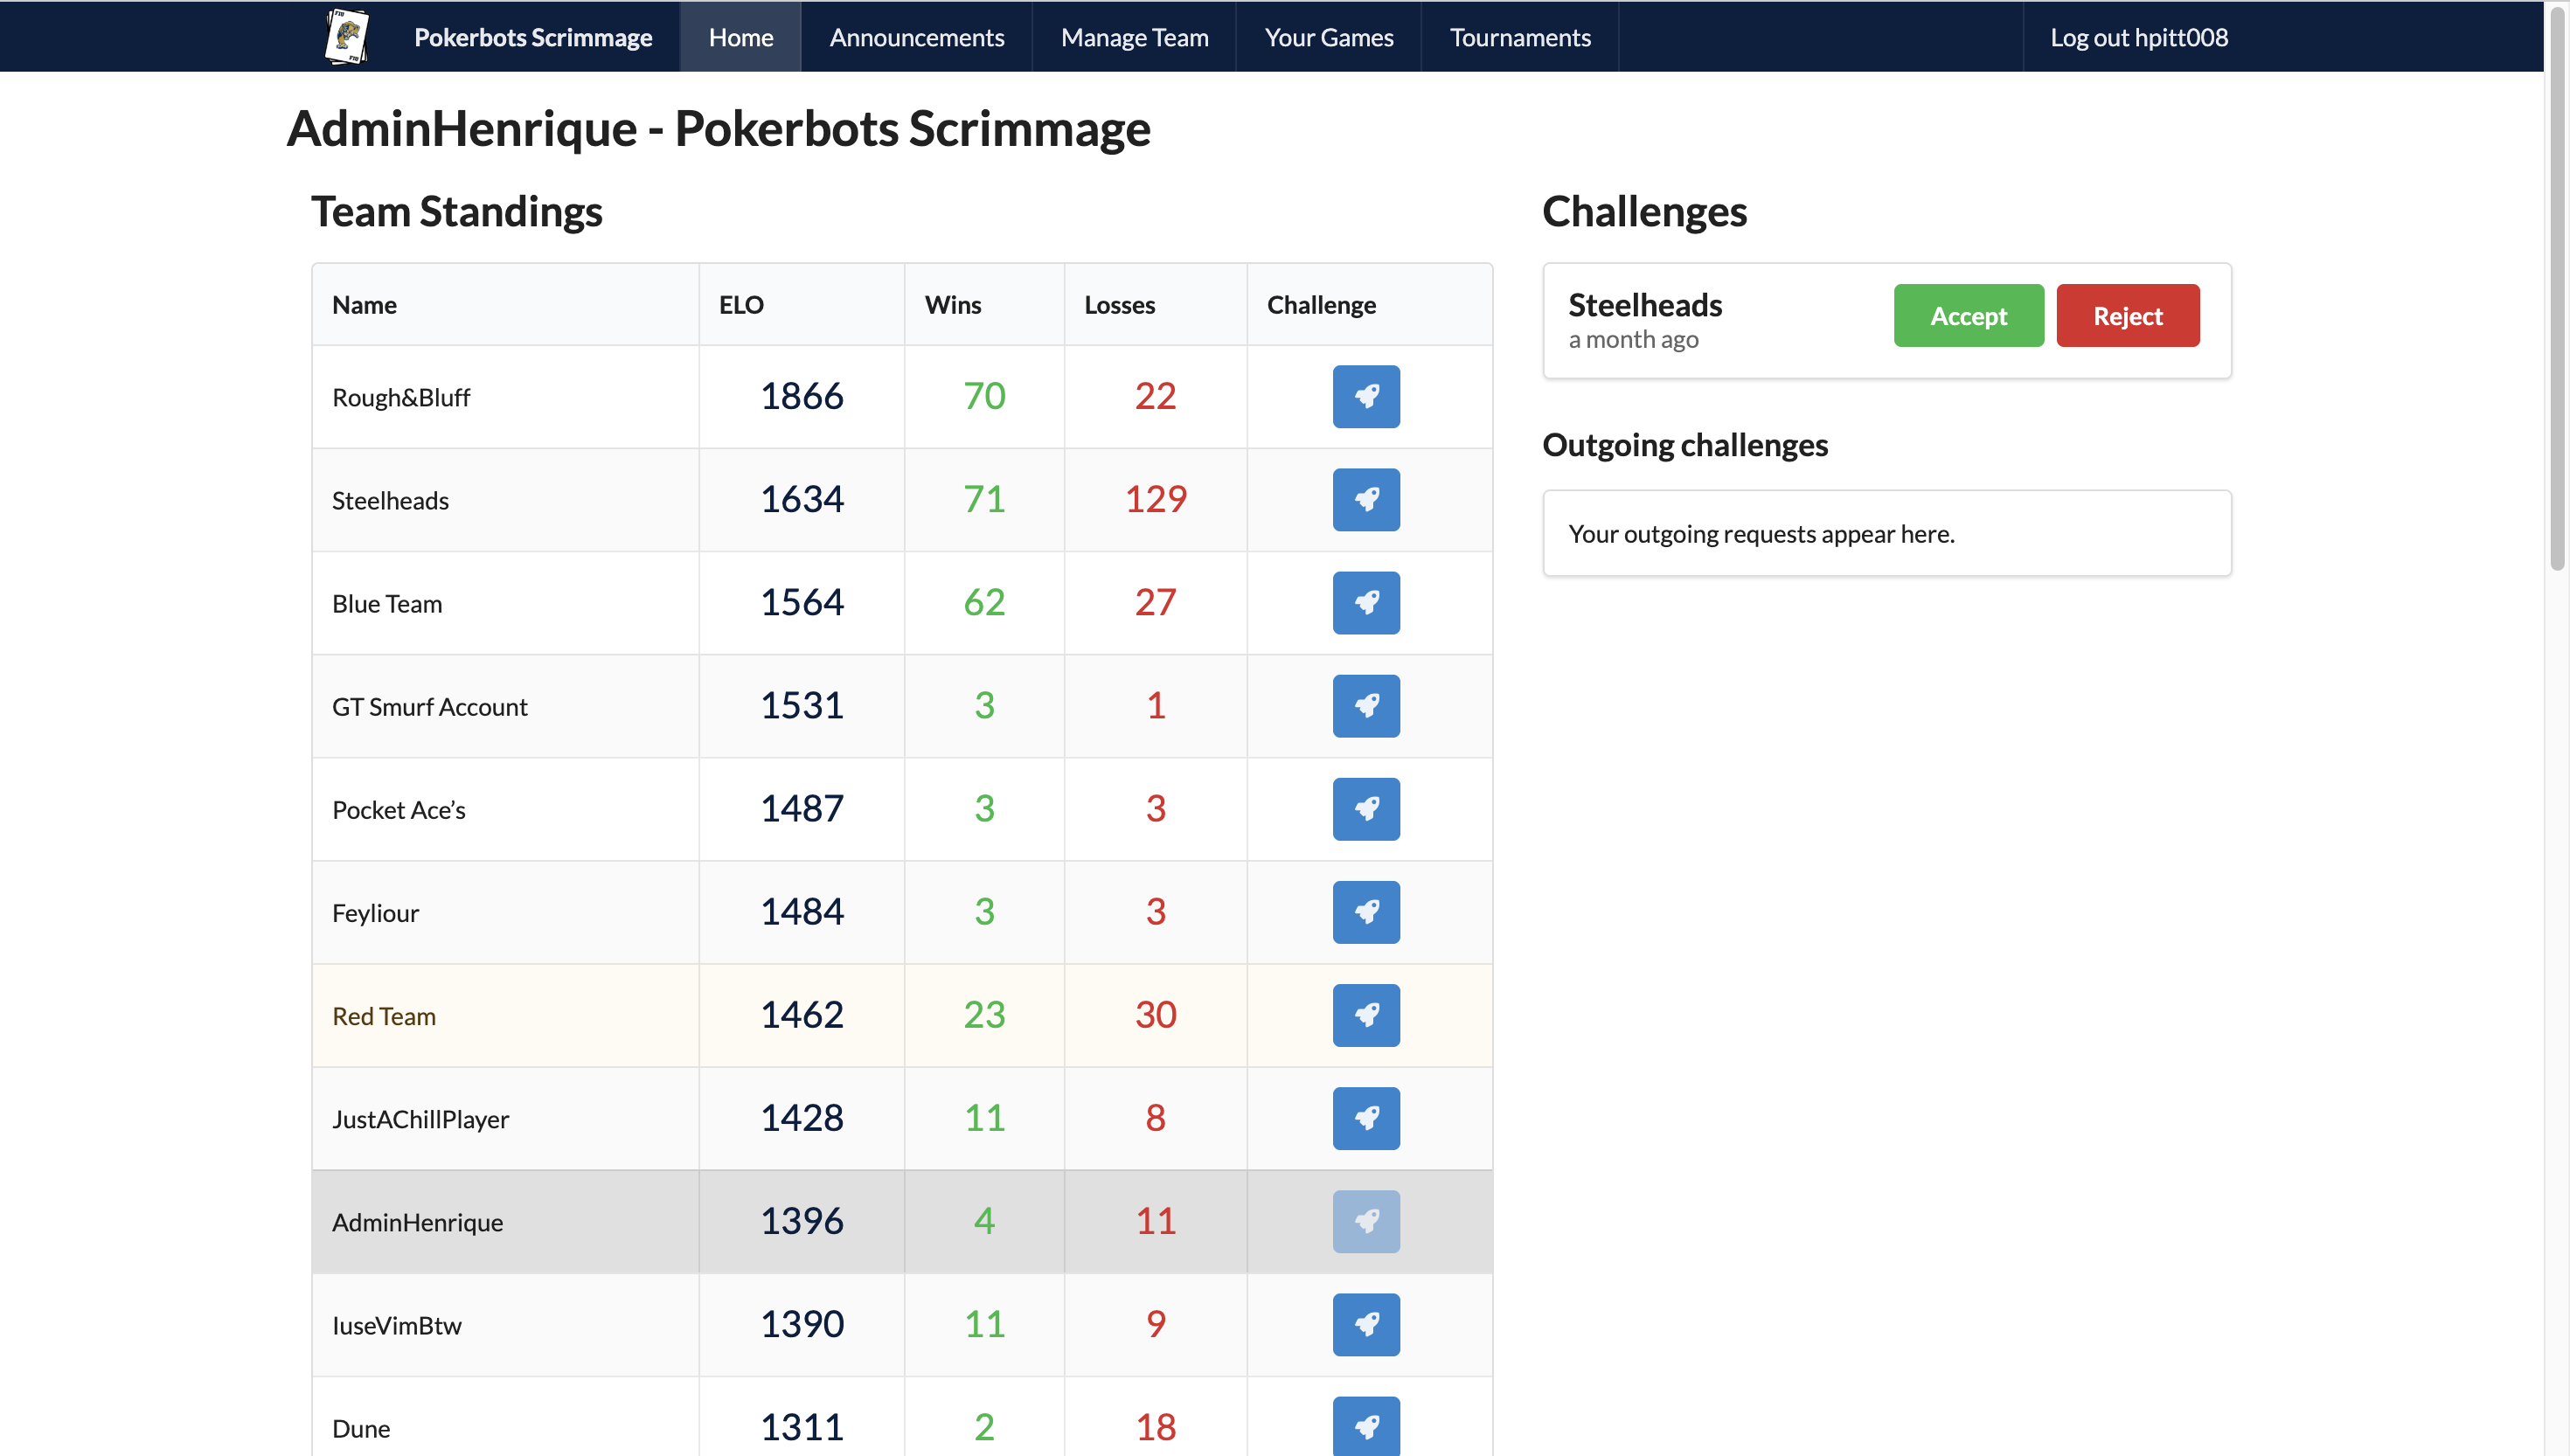 Pokerbots Scrimmage Home Announcements Manage Team Your Games Tournaments Log out hpitt008
AdminHenrique - Pokerbots Scrimmage
Team Standings
Name ELO Wins Losses Challenge
Rough&Bluff 1866 70 22
Steelheads 1634 71 129
Blue Team 1564 62 27
GT Smurf Account 1531 3 1
Pocket Ace’s 1487 3 3
Feyliour 1484 3 3
Red Team 1462 23 30
JustAChillPlayer 1428 11 8
AdminHenrique 1396 4 11
IuseVimBtw 1390 11 9
Dune 1311 2 18
Challenges
Steelheads
a month ago
Accept Reject
Outgoing challenges
Your outgoing requests appear here.